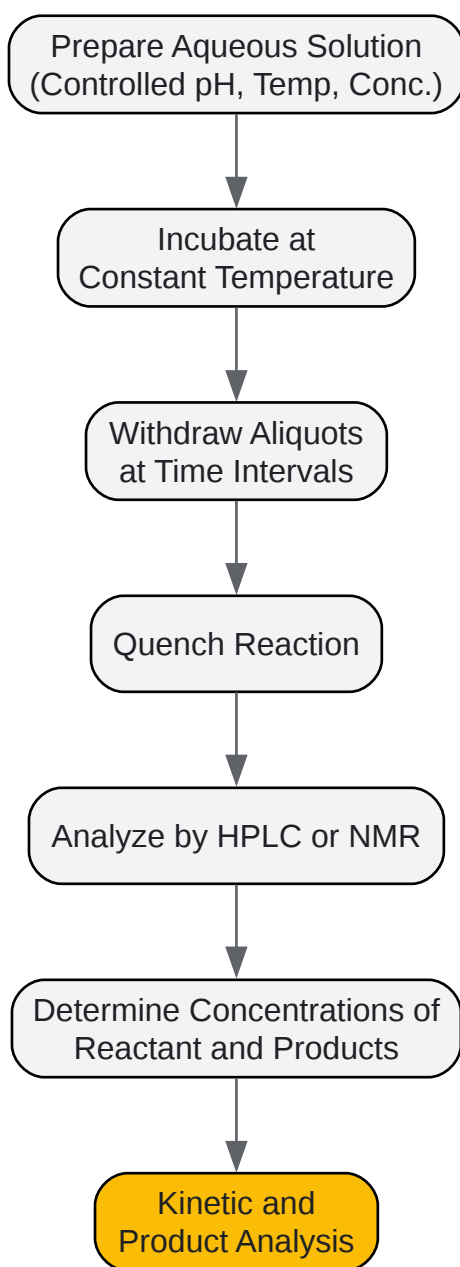 Prepare Aqueous Solution
(Controlled pH, Temp, Conc.)
Incubate at
Constant Temperature
Withdraw Aliquots
at Time Intervals
Quench Reaction
Analyze by HPLC or NMR
Determine Concentrations of
Reactant and Products
Kinetic and
Product Analysis